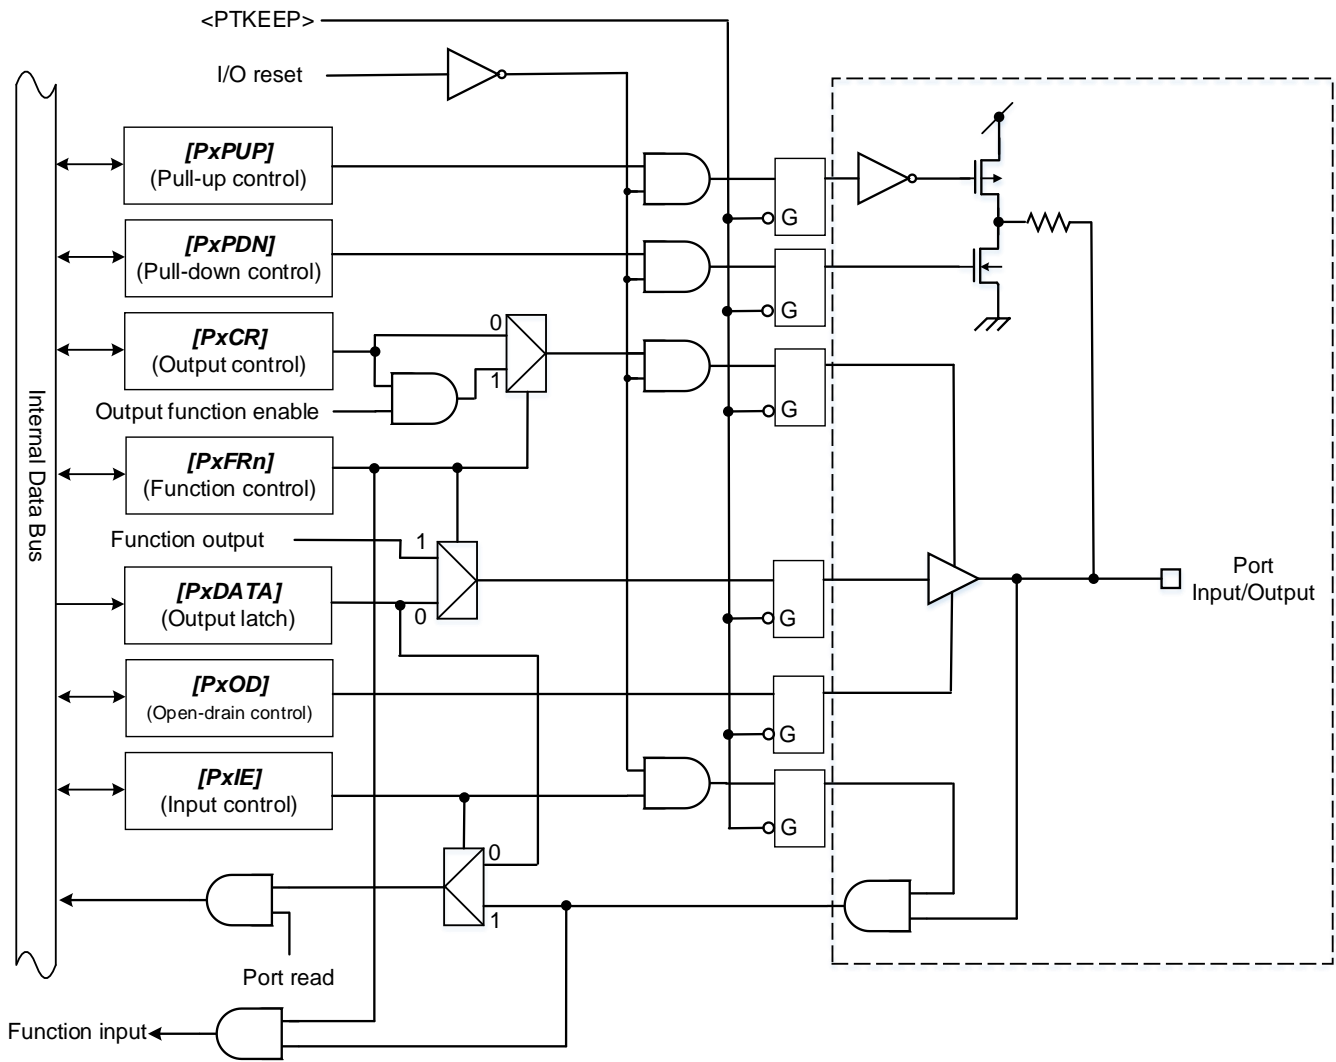 <PTKEEP>
I/O reset
[PxPUP]
(Pull-up control)
G
[PxPDN]
(Pull-down control)
G
[PxCR]
(Output control)
0
1
G
Output function enable
Internal Data Bus
[PxFRn]
(Function control)
Function output
1
[PxDATA]
(Output latch)
0
G
Port
Input/Output
[PxOD]
(Open-drain control)
G
[PxIE]
(Input control)
G
0
1
Port read
Function input